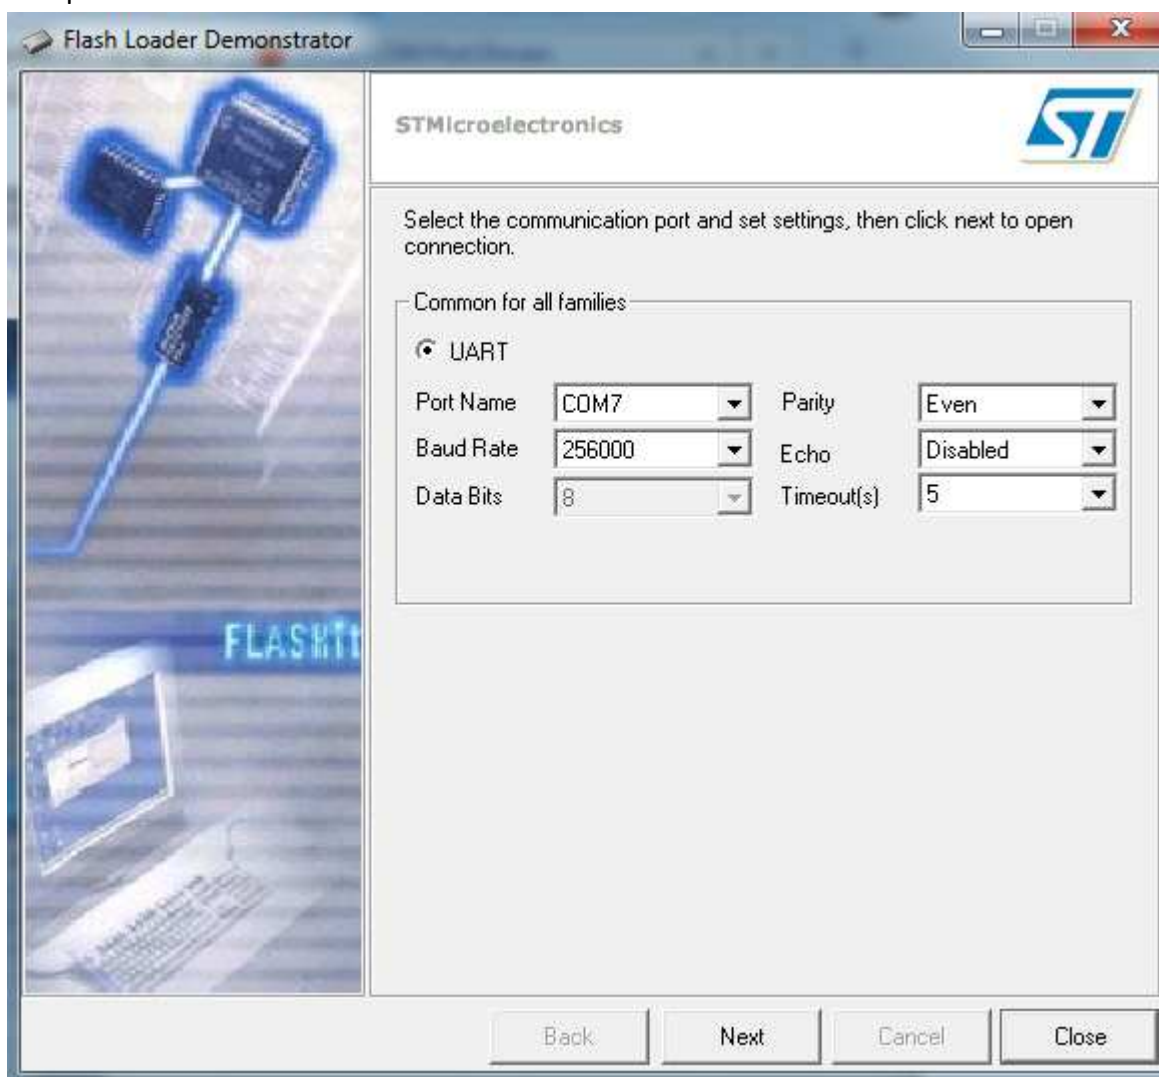 Flash Loader Demonstrator
STMicroelectronics
ST
Select the communication port and set settings, then click next to open
connection.
Common for all families
UART
Port Name COM7 Parity Even
Baud Rate 256000 Echo Disabled
Data Bits 8 Timeout(s) 5
FLASHit
Back Next Cancel Close